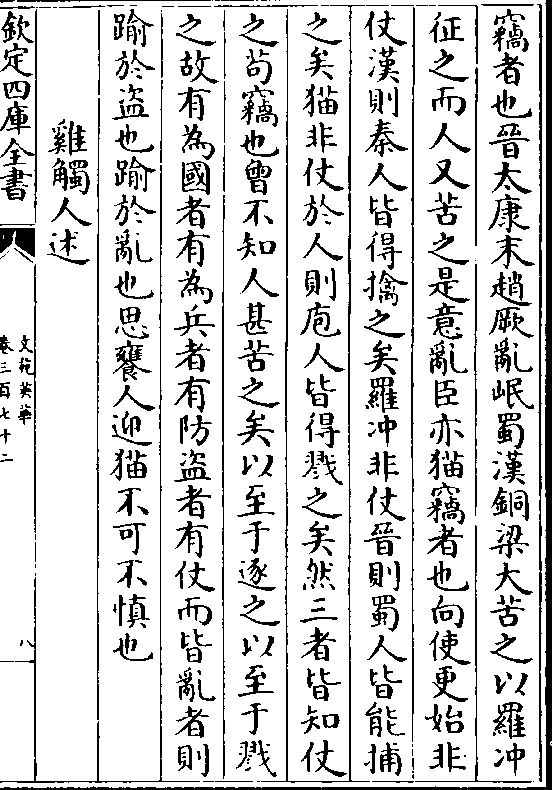 竊者也晉太康末趙厥亂岷蜀漢銅梁大苦之以羅冲
征之而人又苦之是意亂臣亦猫竊者也向使更始非
仗漢則秦人皆得擒之矣羅冲非仗晉則蜀人皆能捕
之矣猫非仗於人則庖人皆得戮之矣然三者皆知仗
之茍竊也曾不知人甚苦之矣以至于逐之以至于戮
之故有為國者有為兵者有防盜者有仗而皆亂者則
踰於盜也踰於亂也思饔人迎猫不可不慎也
雞觸人述
欽定四庫全書
文苑英華
卷三百七十二
八